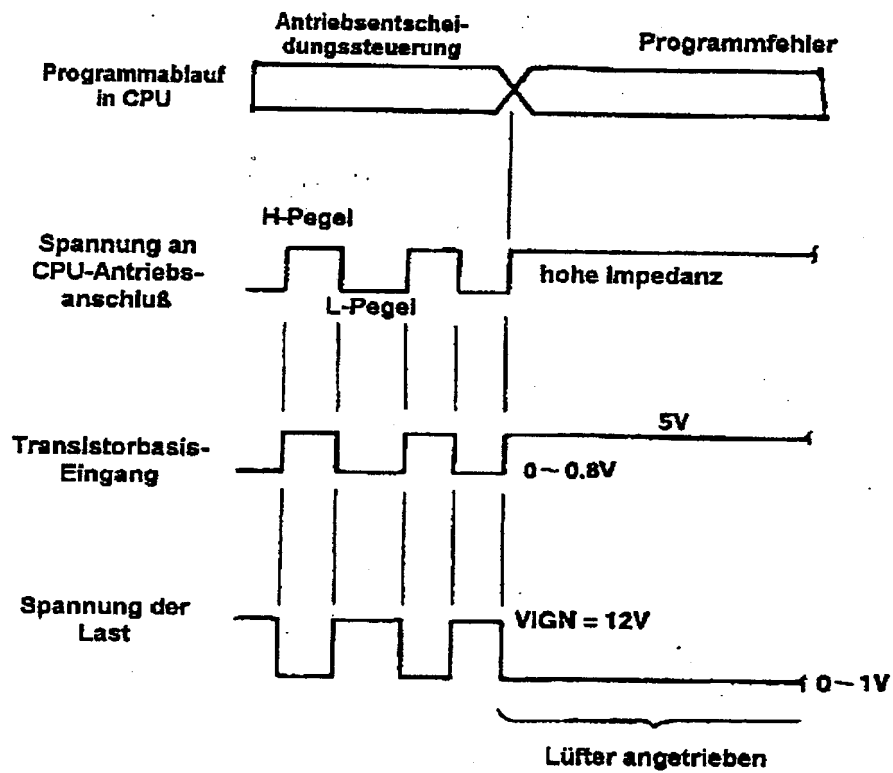 Antriebsentschei-
dungssteuerung
Programmfehler
Programmablauf
in CPU
H-Pegel
Spannung an
CPU-Antriebs-
anschluß
hohe Impedanz
L-Pegel
5V
Transistorbasis-
Eingang
0~0.8V
Spannung der
Last
VIGN = 12V
0~1V
Lüfter angetrieben